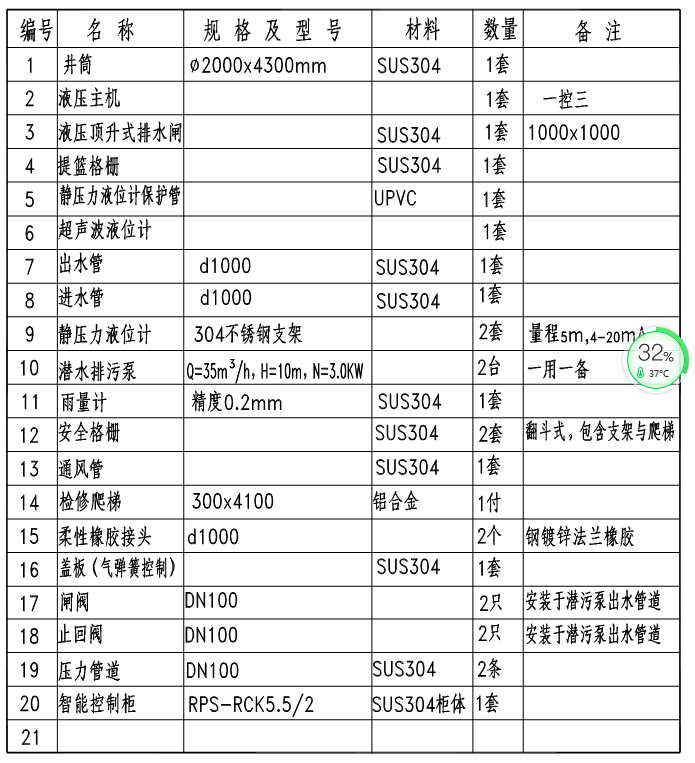 编号 名称 规格及型号 材料 数量 备注
1 井筒 ø2000x4300mm SUS304 1套
2 液压主机 1套 一控三
3 液压顶升式排水闸 SUS304 1套 1000x1000
4 提篮格栅 SUS304 1套
5 静压力液位计保护管 UPVC 1套
6 超声波液位计 1套
7 出水管 d1000 SUS304 1套
8 进水管 d1000 SUS304 1套
9 静压力液位计 304不锈钢支架 2套 量程5m,4-20mA
10 潜水排污泵 Q=35m³/h, H=10m, N=3.0KW 2台 一用一备
11 雨量计 精度0.2mm SUS304 1套
12 安全格栅 SUS304 2套 翻斗式,包含支架与爬梯
13 通风管 SUS304 1套
14 检修爬梯 300x4100 铝合金 1付
15 柔性橡胶接头 d1000 2个 钢镀锌法兰橡胶
16 盖板(气弹簧控制) SUS304 1套
17 闸阀 DN100 2只 安装于潜污泵出水管道
18 止回阀 DN100 2只 安装于潜污泵出水管道
19 压力管道 DN100 SUS304 2条
20 智能控制柜 RPS-RCK5.5/2 SUS304柜体 1套
21
32%
37°C